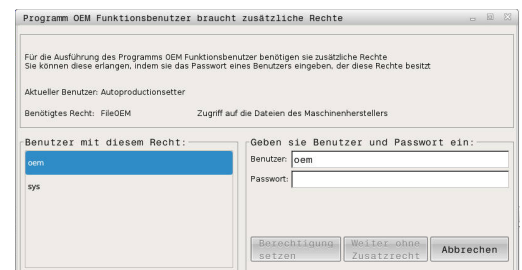 Programm OEM Funktionsbenutzer braucht zusätzliche Rechte
Für die Ausführung des Programms OEM Funktionsbenutzer benötigen sie zusätzliche Rechte
Sie können diese erlangen, indem sie das Passwort eines Benutzers eingeben, der diese Rechte besitzt
Aktueller Benutzer: Autoproductionsetter
Benötigtes Recht: FileOEM Zugriff auf die Dateien des Maschinenherstellers
Benutzer mit diesem Recht:
oem
sys
Geben sie Benutzer und Passwort ein:
Benutzer: oem
Passwort:
Berechtigung
setzen
Weiter ohne
Zusatzrecht
Abbrechen